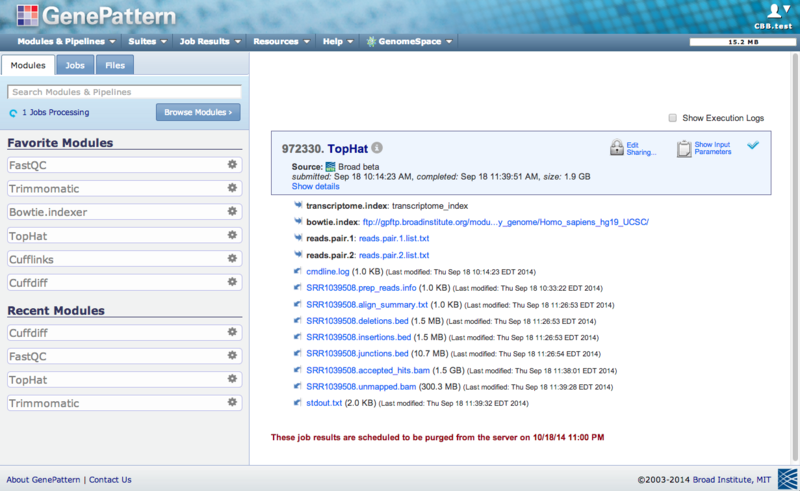 GenePattern
CBB.test
Modules & Pipelines Suites Job Results Resources Help GenomeSpace
15.2 MB
Modules Jobs Files
Search Modules & Pipelines
1 Jobs Processing Browse Modules >
Favorite Modules
FastQC
Trimmomatic
Bowtie.indexer
TopHat
Cufflinks
Cuffdiff
Recent Modules
Cuffdiff
FastQC
TopHat
Trimmomatic
Show Execution Logs
972330. TopHat
Edit Sharing...
Show Input Parameters
Source: Broad beta
submitted: Sep 18 10:14:23 AM, completed: Sep 18 11:39:51 AM, size: 1.9 GB
Show details
transcriptome.index: transcriptome_index
bowtie.index: ftp://gpftp.broadinstitute.org/modu...y_genome/Homo_sapiens_hg19_UCSC/
reads.pair.1: reads.pair.1.list.txt
reads.pair.2: reads.pair.2.list.txt
cmdline.log (1.0 KB) (Last modified: Thu Sep 18 10:14:23 EDT 2014)
SRR1039508.prep_reads.info (1.0 KB) (Last modified: Thu Sep 18 10:33:22 EDT 2014)
SRR1039508.align_summary.txt (1.0 KB) (Last modified: Thu Sep 18 11:26:53 EDT 2014)
SRR1039508.deletions.bed (1.5 MB) (Last modified: Thu Sep 18 11:26:53 EDT 2014)
SRR1039508.insertions.bed (1.5 MB) (Last modified: Thu Sep 18 11:26:53 EDT 2014)
SRR1039508.junctions.bed (10.7 MB) (Last modified: Thu Sep 18 11:26:54 EDT 2014)
SRR1039508.accepted_hits.bam (1.5 GB) (Last modified: Thu Sep 18 11:38:01 EDT 2014)
SRR1039508.unmapped.bam (300.3 MB) (Last modified: Thu Sep 18 11:39:28 EDT 2014)
stdout.txt (2.0 KB) (Last modified: Thu Sep 18 11:39:32 EDT 2014)
These job results are scheduled to be purged from the server on 10/18/14 11:00 PM
About GenePattern | Contact Us
©2003-2014 Broad Institute, MIT